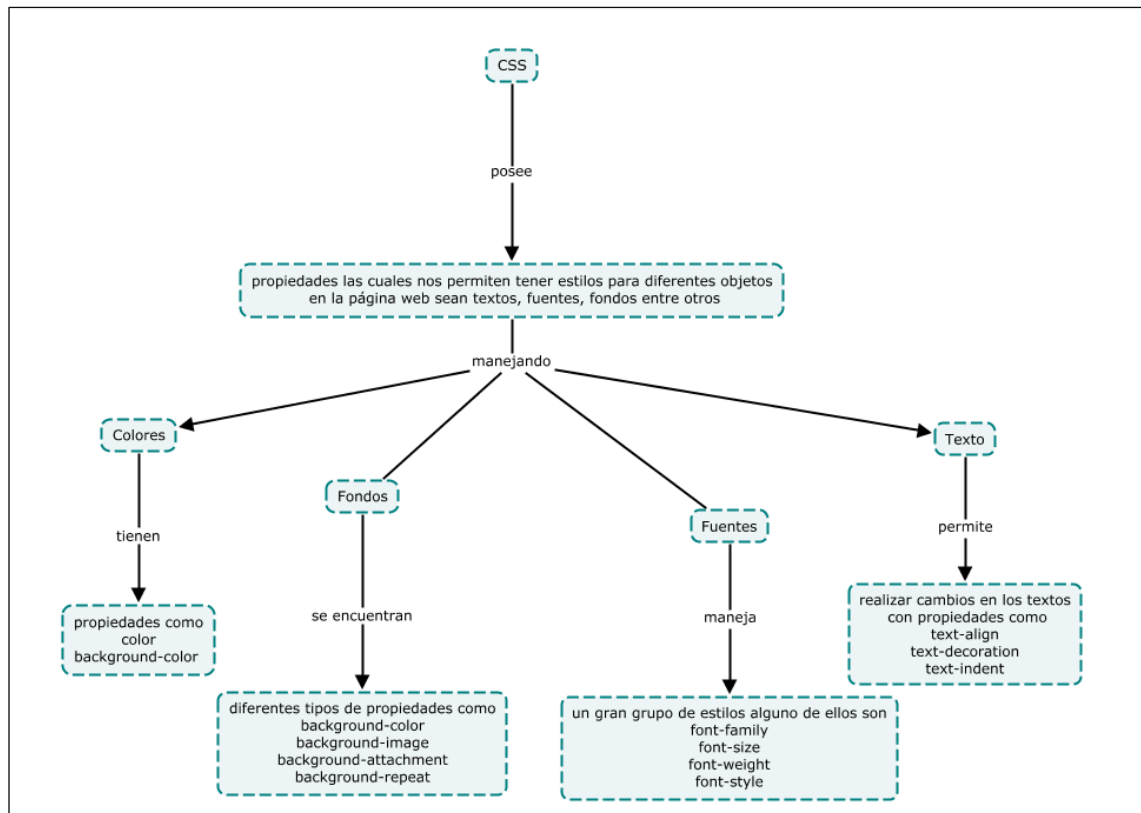 CSS
posee
propiedades las cuales nos permiten tener estilos para diferentes objetos
en la página web sean textos, fuentes, fondos entre otros
manejando
Colores
tienen
propiedades como
color
background-color
Fondos
se encuentran
diferentes tipos de propiedades como
background-color
background-image
background-attachment
background-repeat
Fuentes
maneja
un gran grupo de estilos alguno de ellos son
font-family
font-size
font-weight
font-style
Texto
permite
realizar cambios en los textos
con propiedades como
text-align
text-decoration
text-indent